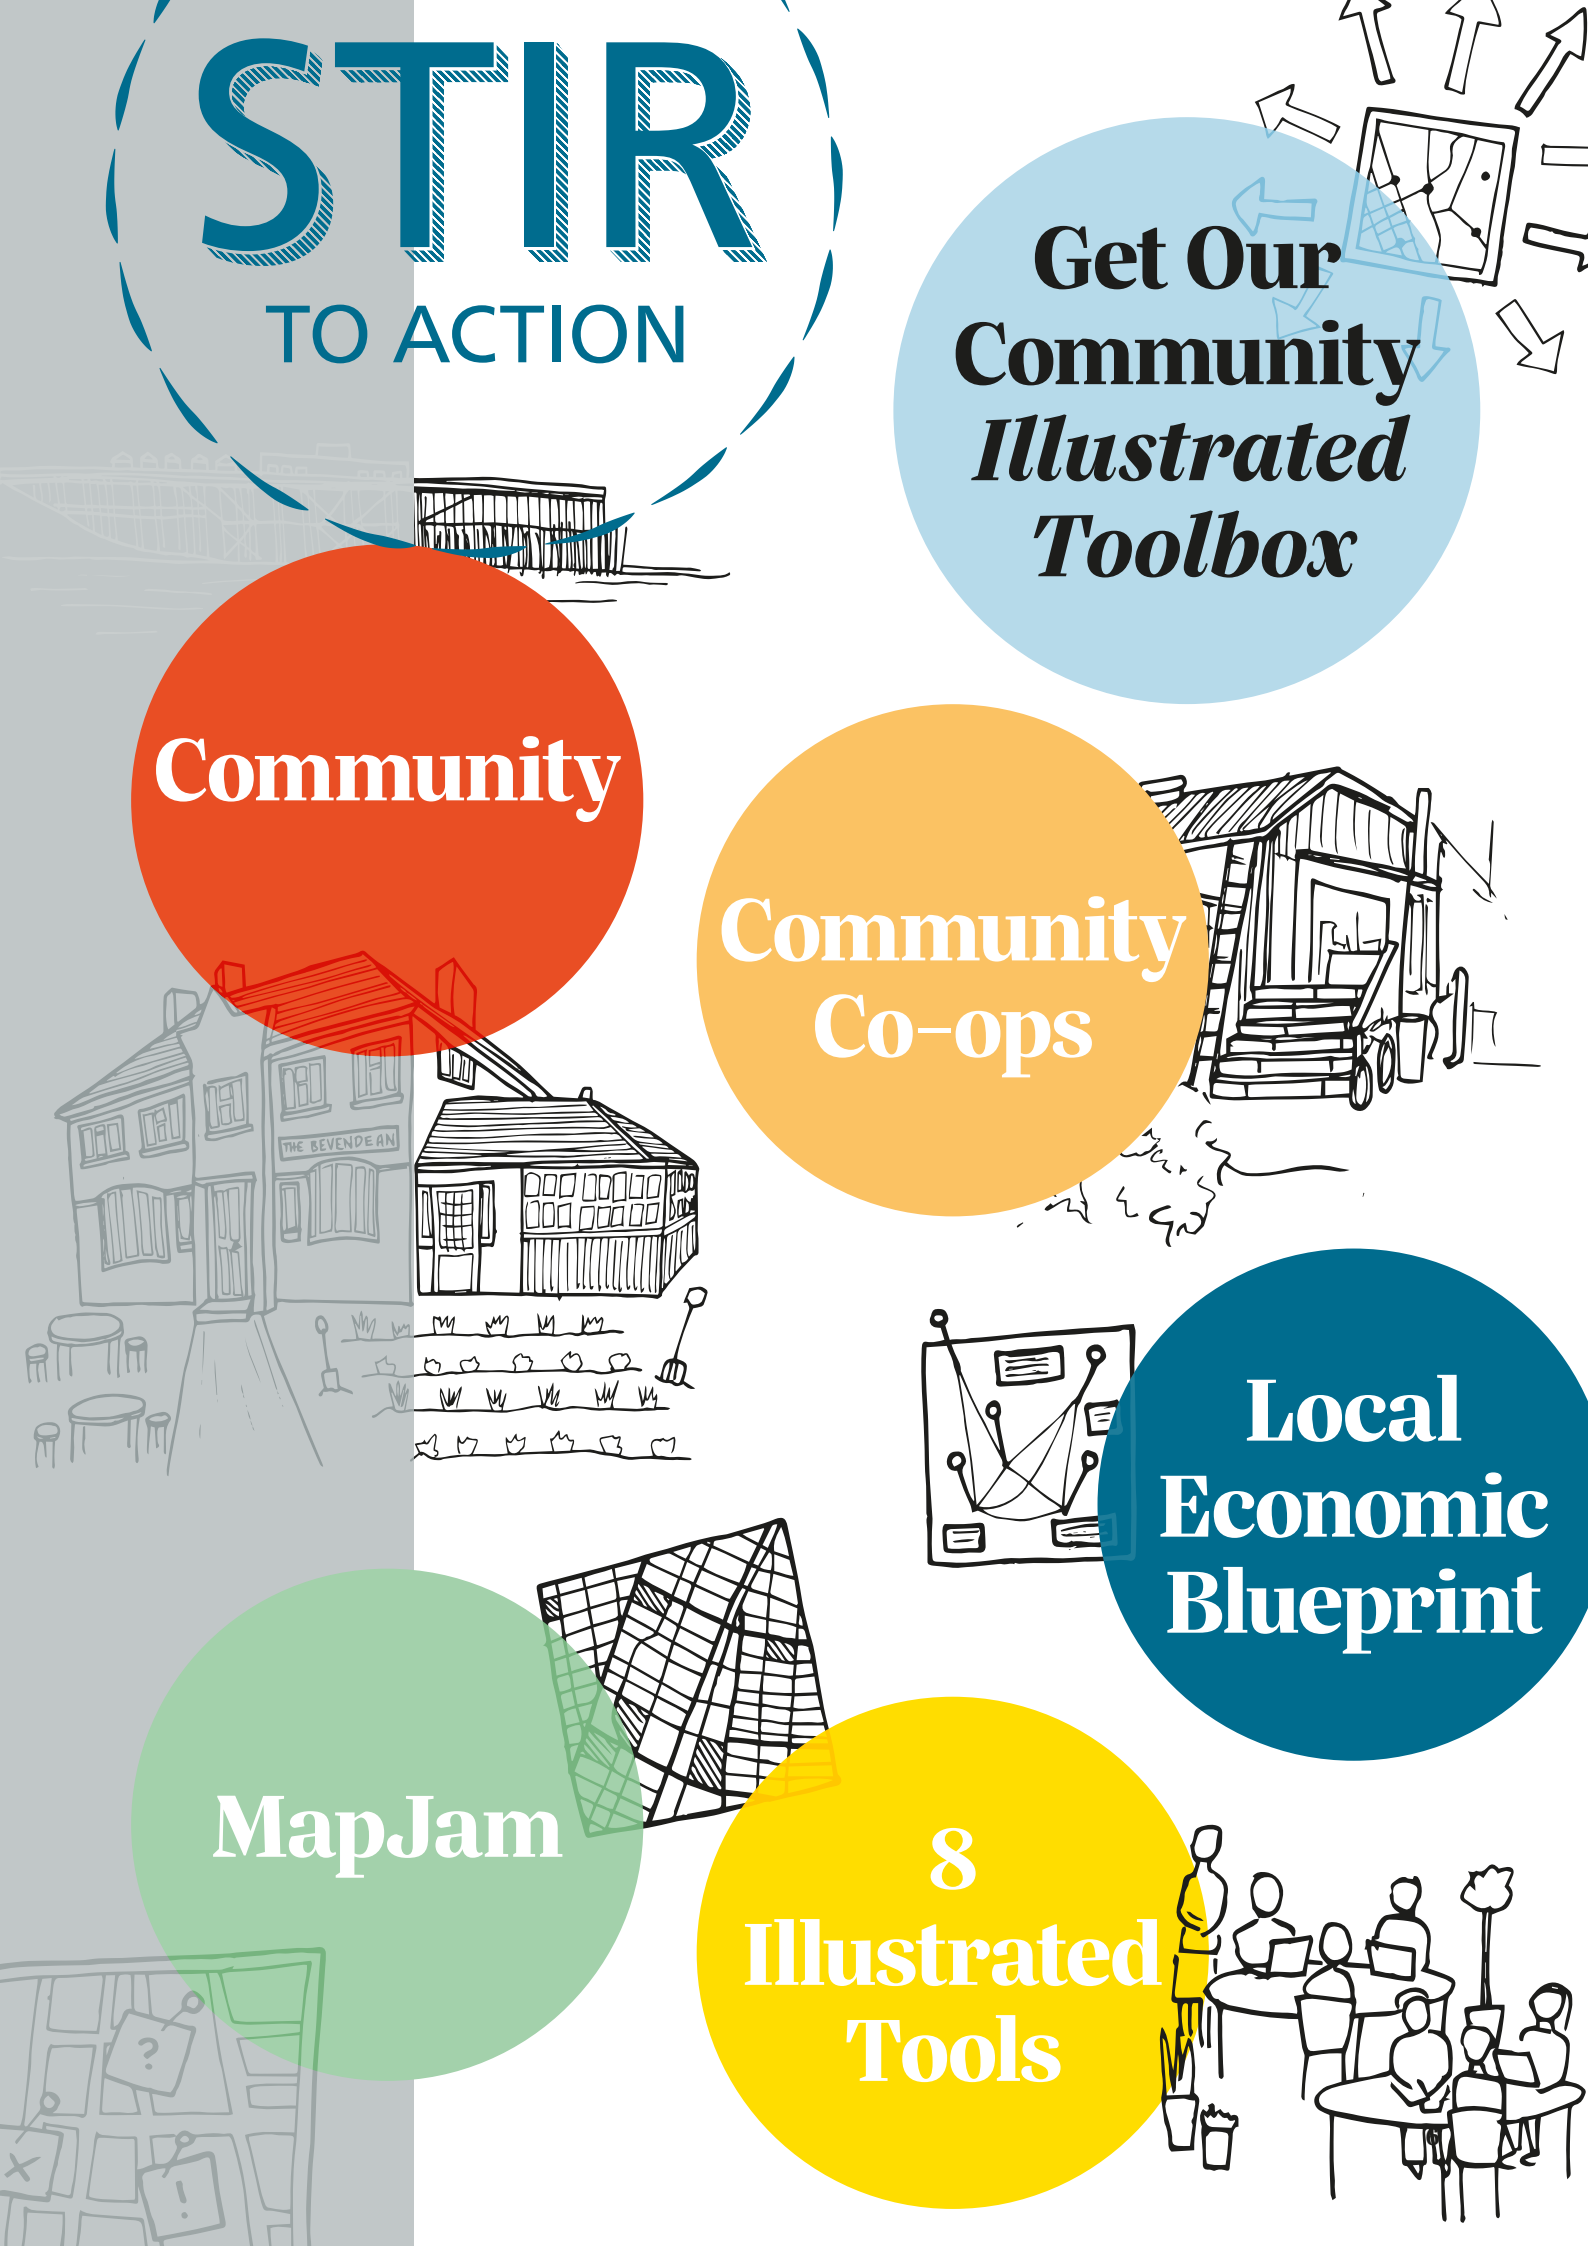 STIR
TO ACTION
Get Our
Community
Illustrated
Toolbox
Community
Community
Co-ops
THE BEVENDEAN
Local
Economic
Blueprint
MapJam
8
Illustrated
Tools
?
X
!